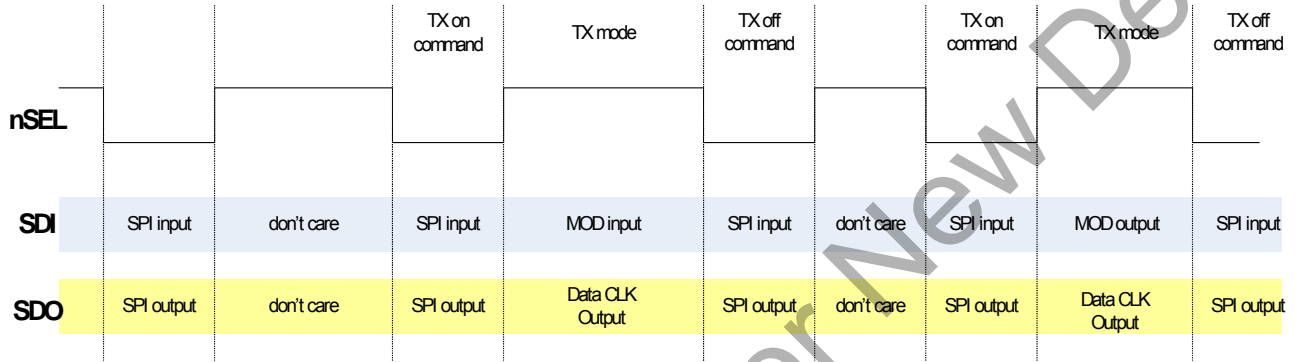 TX on
command
TX mode
TX off
command
TX on
command
TX mode
TX off
command
nSEL
SDI SPI input don't care SPI input MOD input SPI input don't care SPI input MOD output SPI input
SDO SPI output don't care SPI output Data CLK
Output SPI output don't care SPI output Data CLK
Output SPI output
New